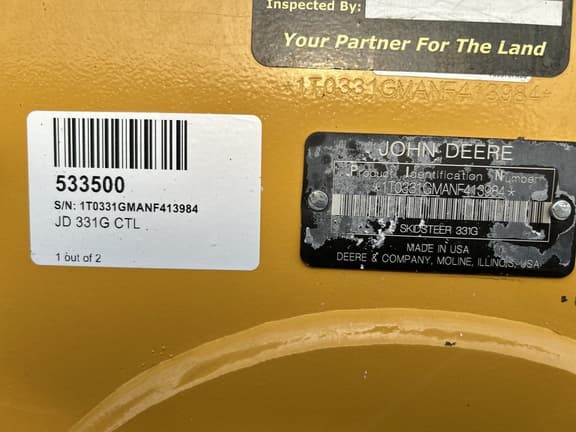 Inspected By:
Your Partner For The Land
*1T0331GMANF413984*
533500
S/N: 1T0331GMANF413984
JD 331G CTL
1 out of 2
JOHN DEERE
Product Identification Number
*1T0331GMANF413984*
SKIDSTEER 331G
MADE IN USA
DEERE & COMPANY, MOLINE, ILLINOIS, USA